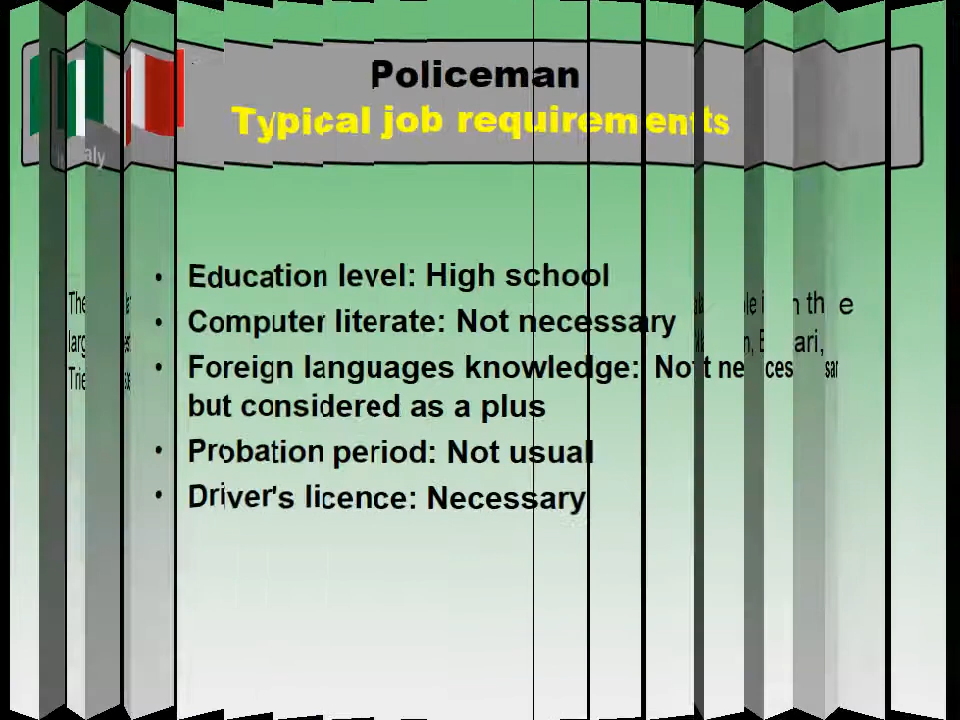 Policeman
Typical job requirements
• Education level: High school
• Computer literate: Not necessary
• Foreign languages knowledge: Not necessary
but considered as a plus
• Probation period: Not usual
• Driver's licence: Necessary